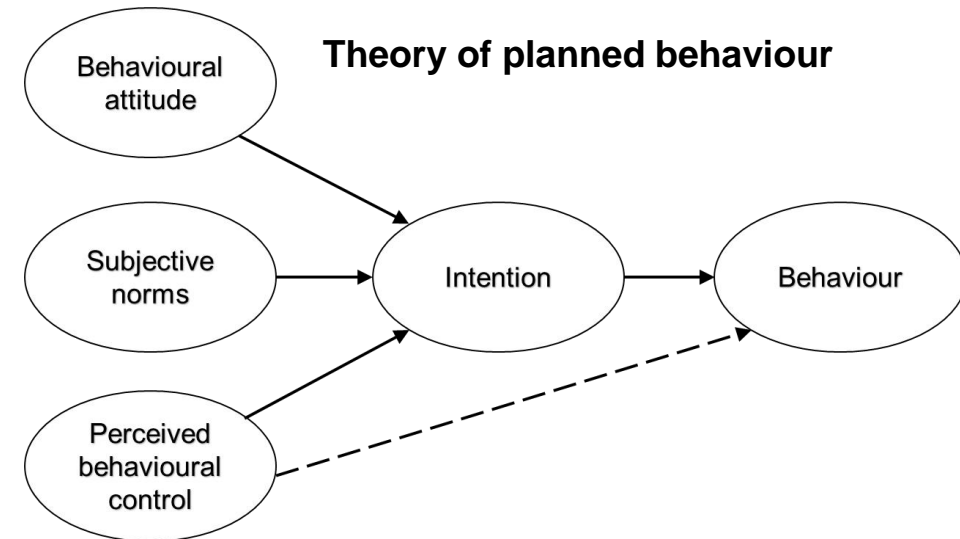 Theory of planned behaviour
Behavioural
attitude
Subjective
norms
Perceived
behavioural
control
Intention
Behaviour